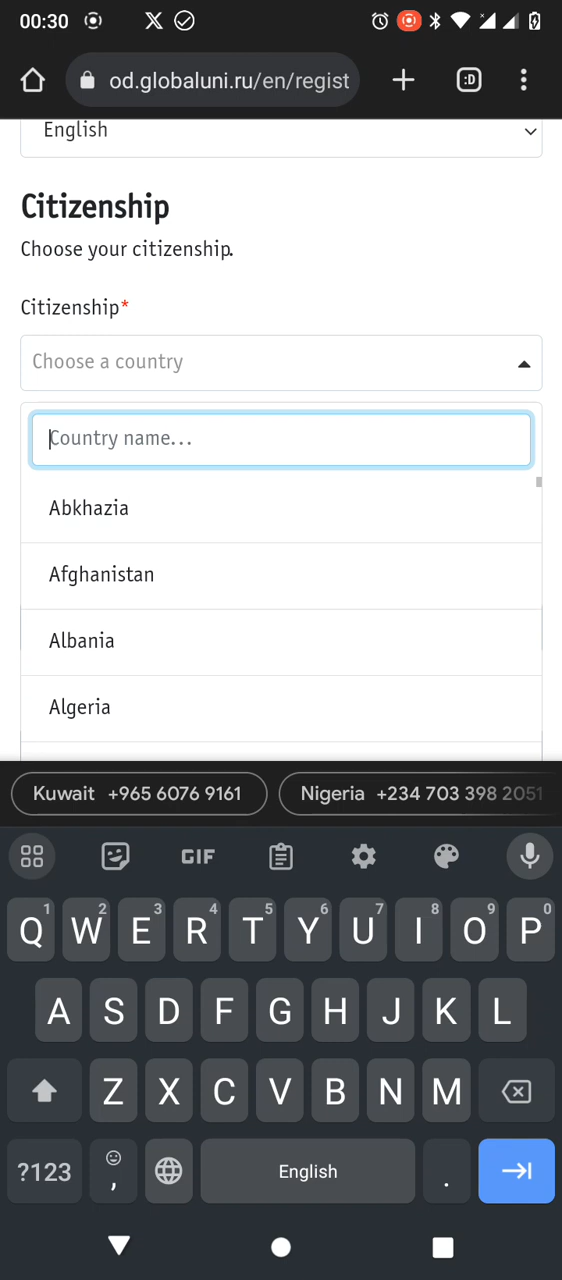 00:30
od.globaluni.ru/en/regist
:D
English
Citizenship
Choose your citizenship.
Citizenship*
Choose a country
Country name...
Abkhazia
Afghanistan
Albania
Algeria
Kuwait +965 6076 9161
Nigeria +234 703 398 2051
GIF
1 2 3 4 5 6 7 8 9 0
Q W E R T Y U I O P
A S D F G H J K L
Z X C V B N M
?123 , English .